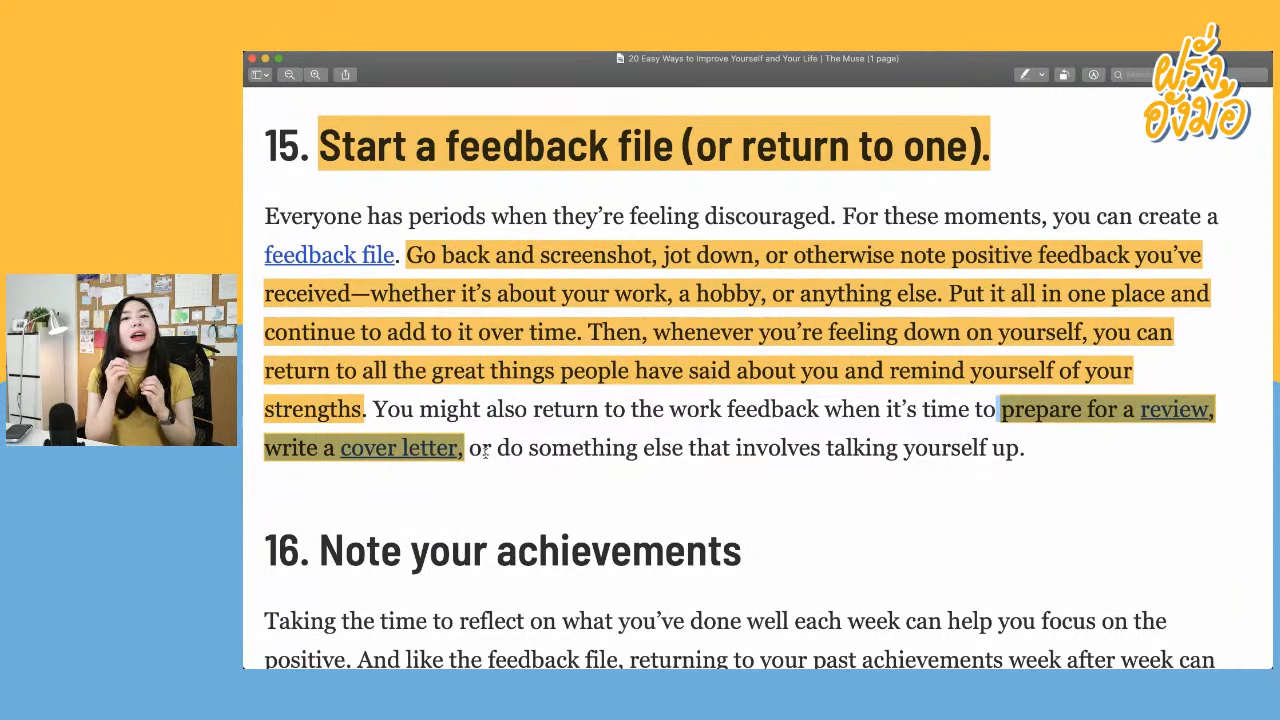 ฝรั่ง
อังม้อ
20 Easy Ways to Improve Yourself and Your Life | The Muse (1 page)
15. Start a feedback file (or return to one).
Everyone has periods when they’re feeling discouraged. For these moments, you can create a
feedback file. Go back and screenshot, jot down, or otherwise note positive feedback you’ve
received—whether it’s about your work, a hobby, or anything else. Put it all in one place and
continue to add to it over time. Then, whenever you’re feeling down on yourself, you can
return to all the great things people have said about you and remind yourself of your
strengths. You might also return to the work feedback when it’s time to prepare for a review,
write a cover letter, or do something else that involves talking yourself up.
16. Note your achievements
Taking the time to reflect on what you’ve done well each week can help you focus on the
positive. And like the feedback file, returning to your past achievements week after week can